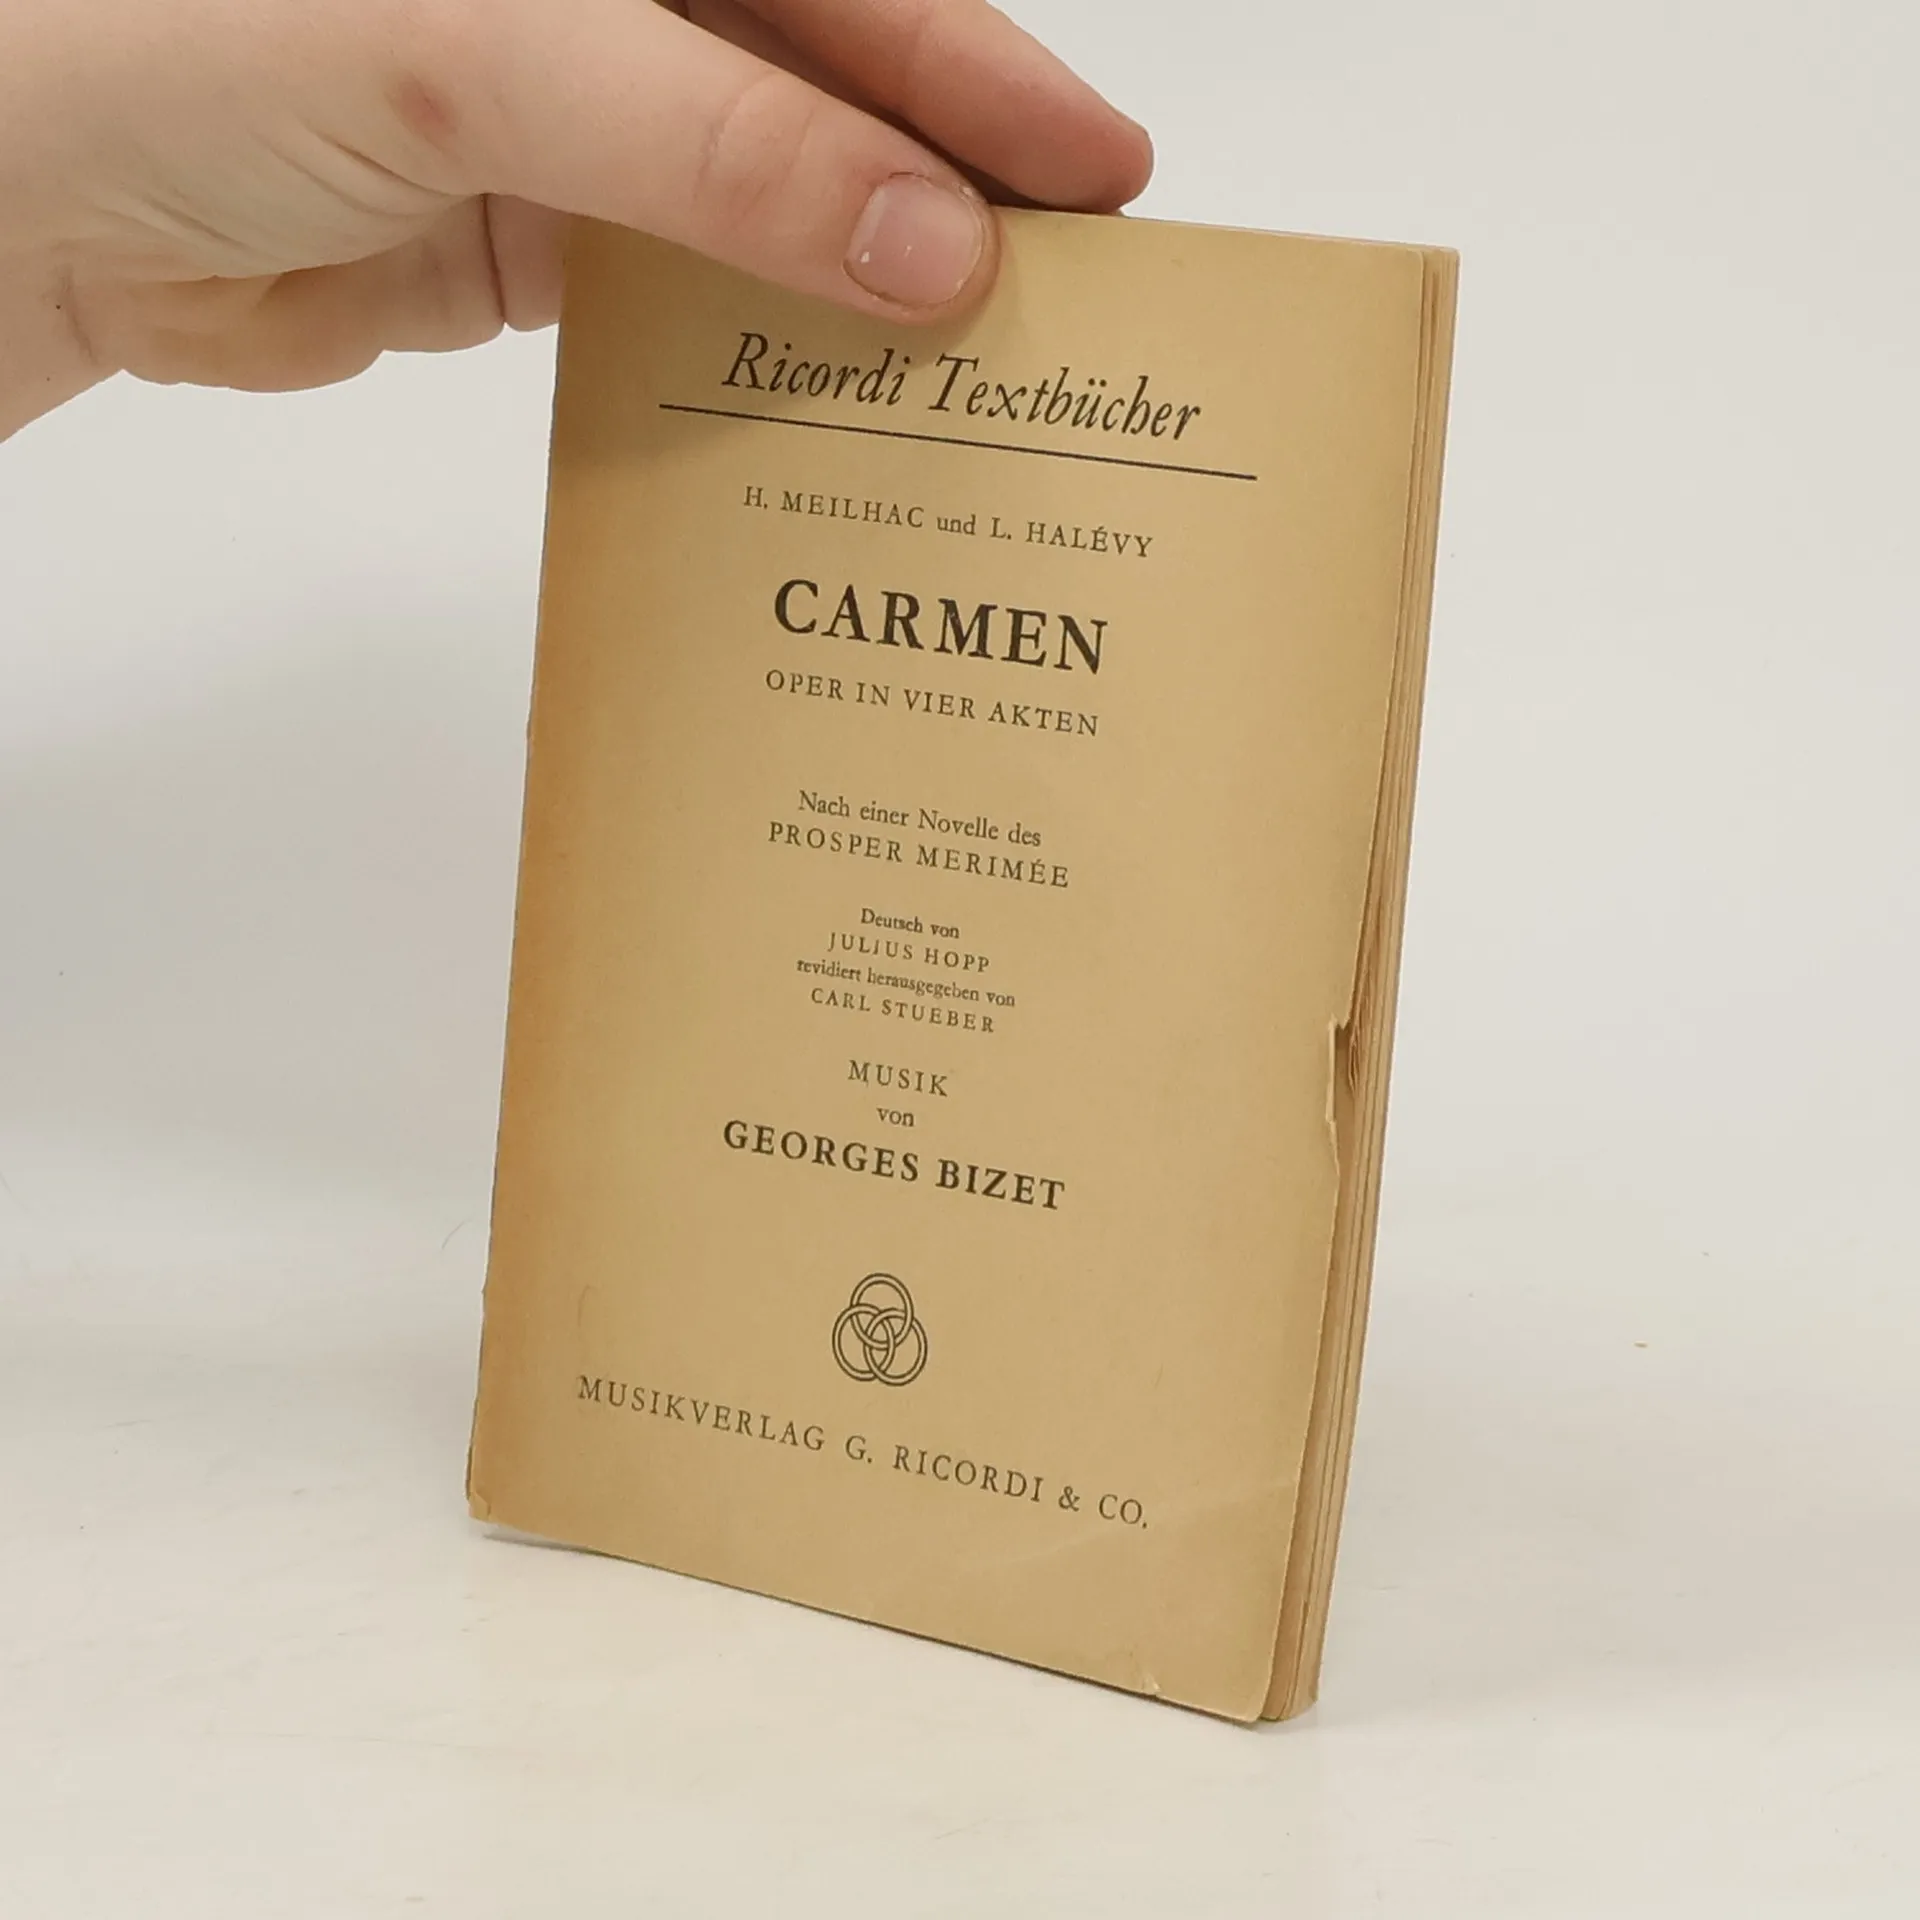 Ricordi Textbücher
H. MEILHAC und L. HALÉVY
CARMEN
OPER IN VIER AKTEN
Nach einer Novelle des
PROSPER MERIMÉE
Deutsch von
JULIUS HOPP
revidiert herausgegeben von
CARL STUEBER
MUSIK
von
GEORGES BIZET
MUSIKVERLAG G. RICORDI & CO.